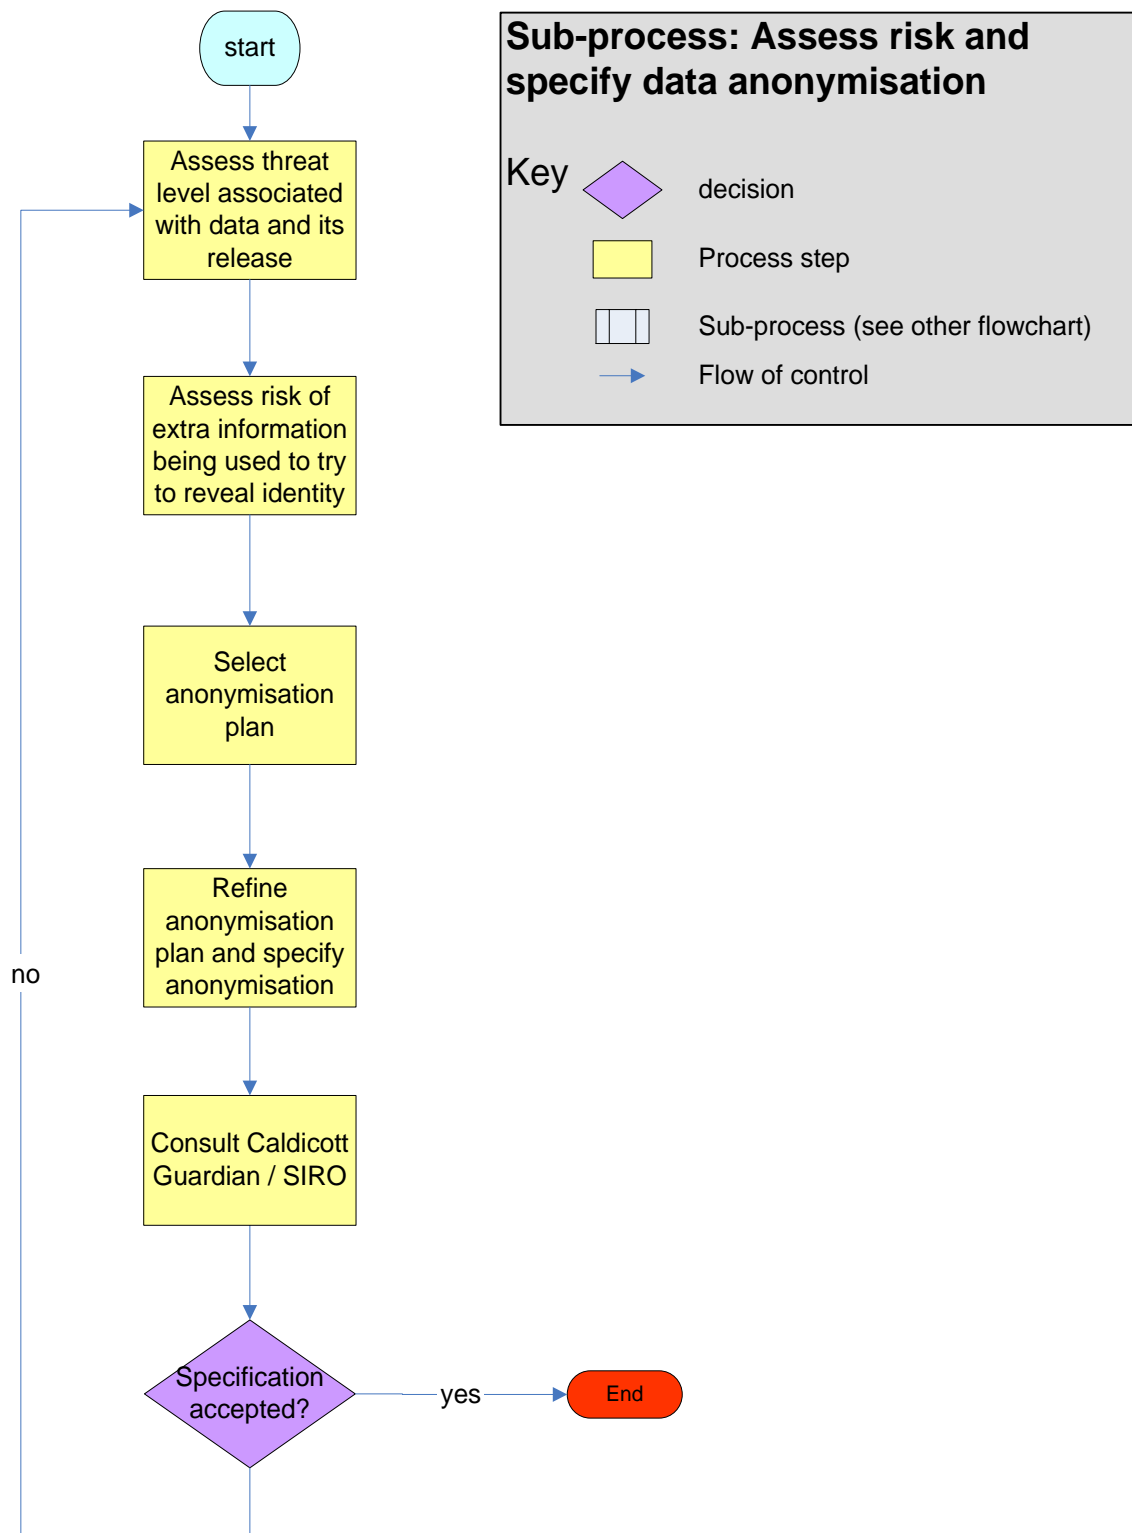 start
Sub-process: Assess risk and
specify data anonymisation
Key
decision
Process step
Sub-process (see other flowchart)
Flow of control
Assess threat
level associated
with data and its
release
Assess risk of
extra information
being used to try
to reveal identity
Select
anonymisation
plan
Refine
anonymisation
plan and specify
anonymisation
no
Consult Caldicott
Guardian / SIRO
Specification
accepted?
yes
End